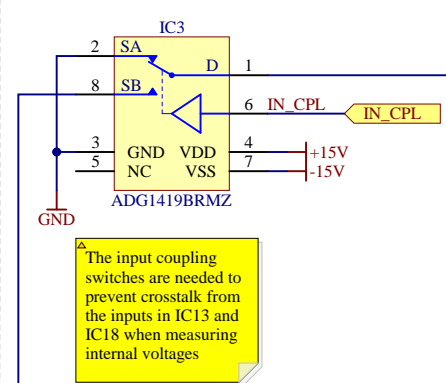 IC3
2 SA
D 1
8 SB
6 IN_CPL
IN_CPL
3 GND VDD 4 +15V
5 NC VSS 7 -15V
ADG1419BRMZ
GND
The input coupling
switches are needed to
prevent crosstalk from
the inputs in IC13 and
IC18 when measuring
internal voltages